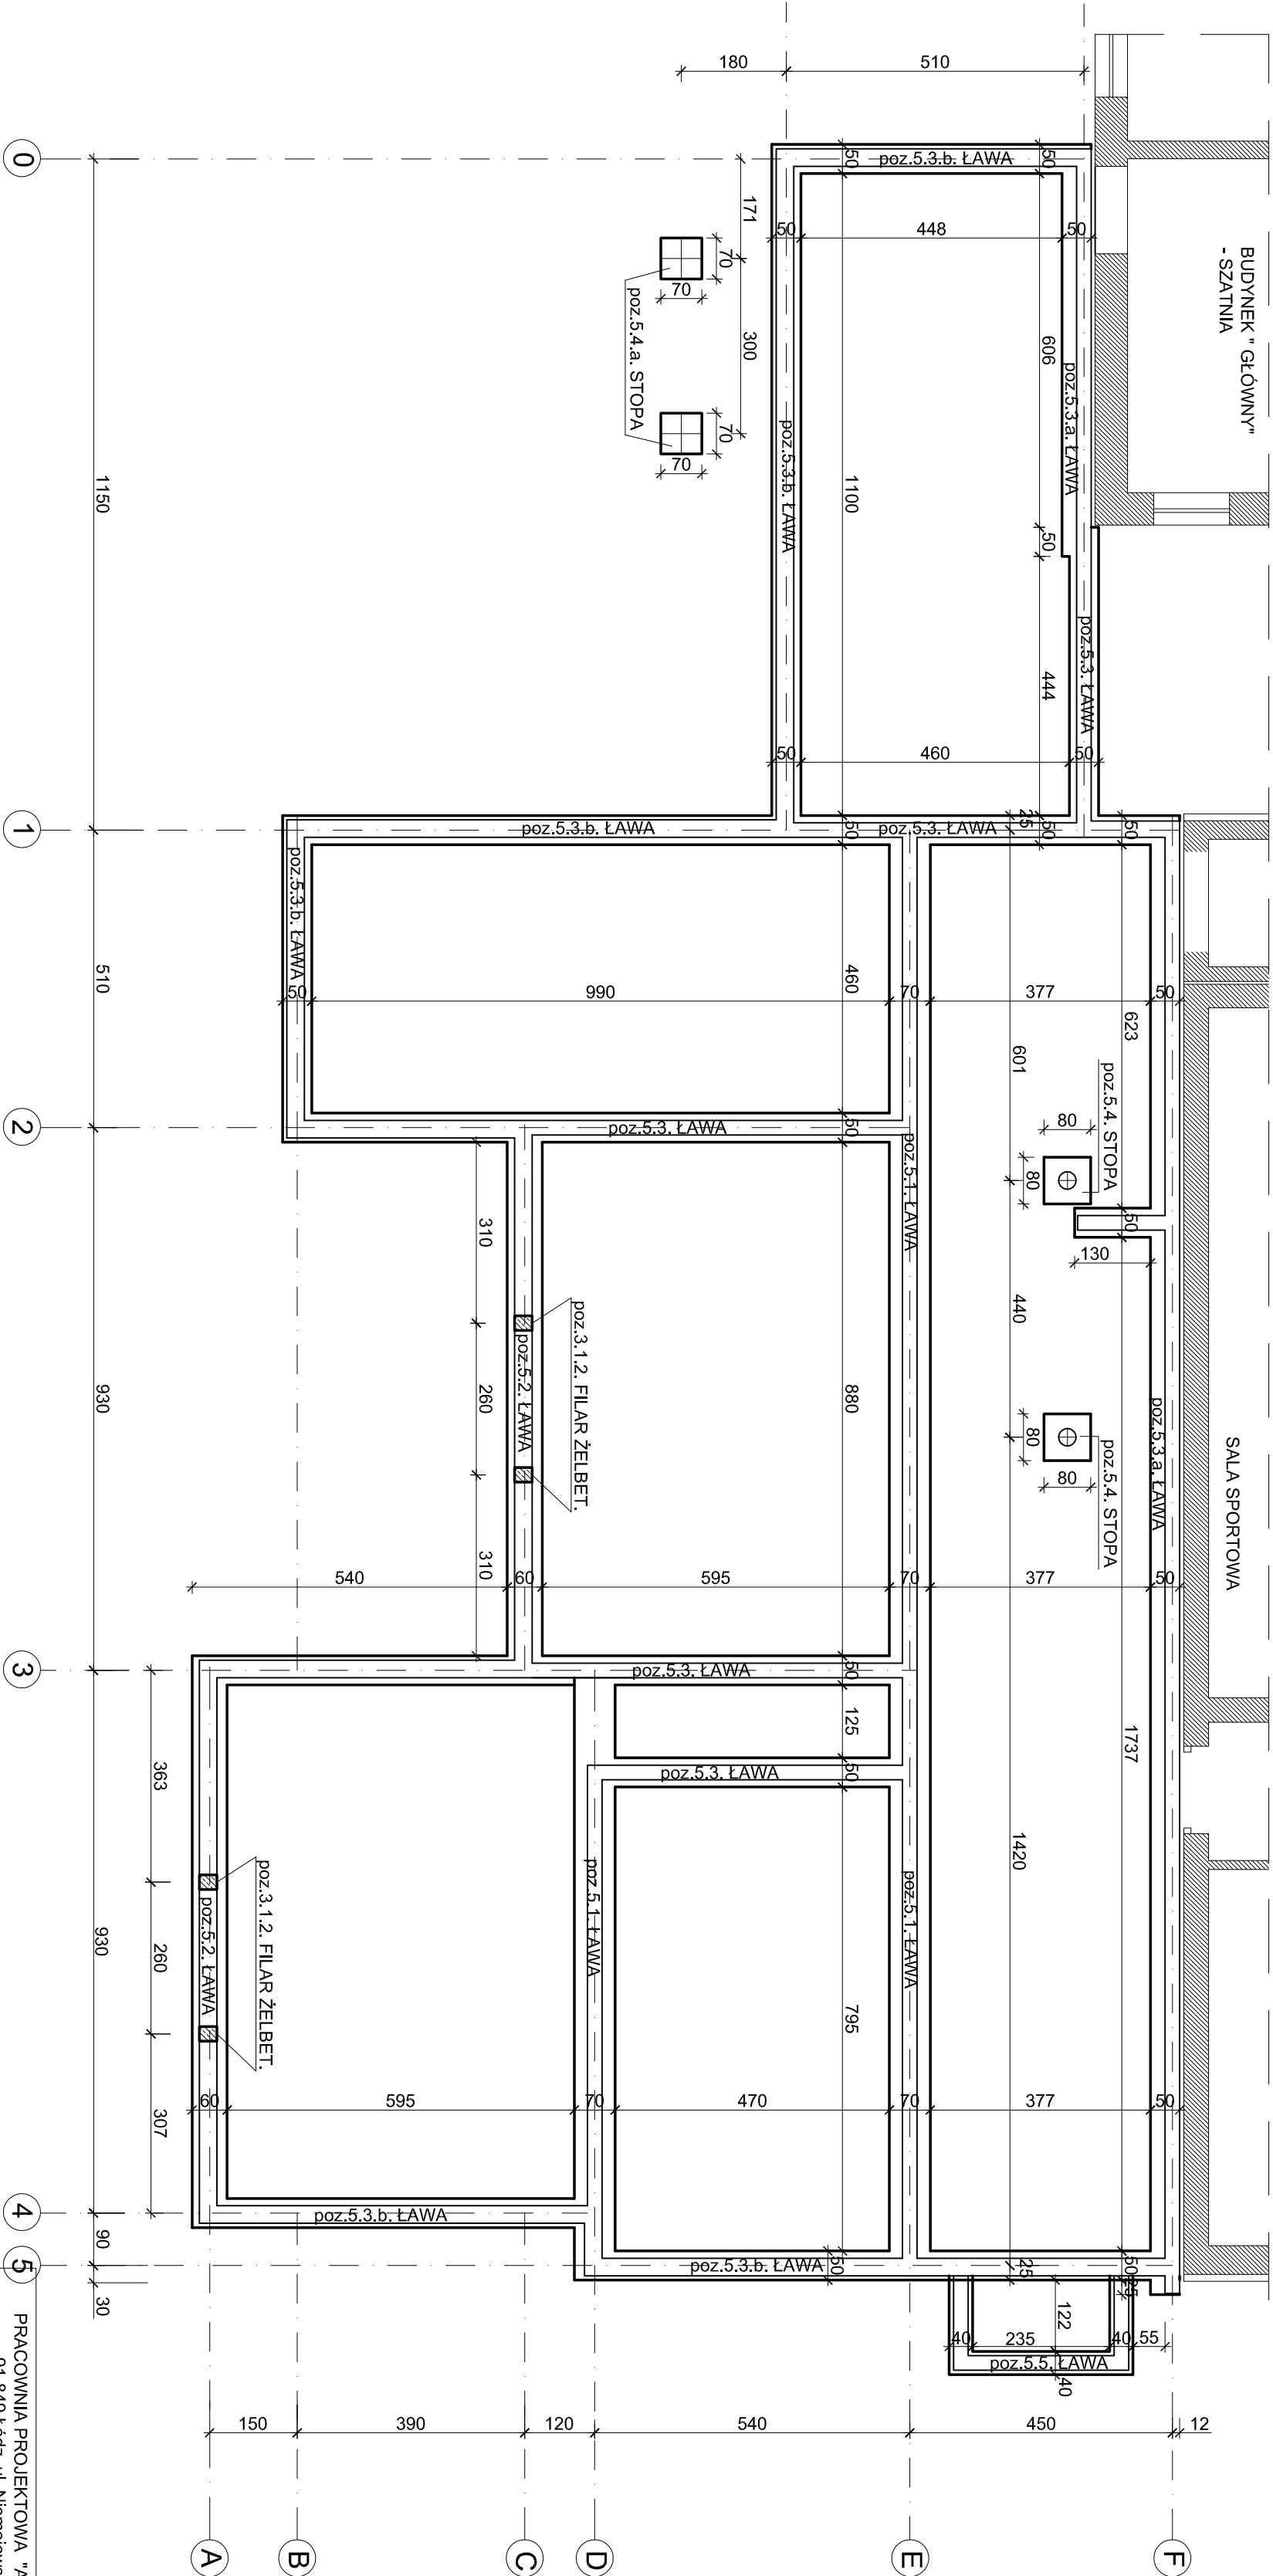 BUDYNEK " GŁÓWNY"
- SZATNIA
SALA SPORTOWA
180
510
0
1
2
3
4
5
A
B
C
D
E
F
50
poz.5.3.b. ŁAWA
50
171
300
50
448
50
70
70
70
70
poz.5.4.a. STOPA
606
poz.5.3.a. ŁAWA
poz.5.3.b. ŁAWA
1100
1150
50
poz.5.3. ŁAWA
444
50
460
50
poz.5.3.b. ŁAWA
50
poz.5.3. ŁAWA
25
50
50
poz.5.3.b. ŁAWA
510
50
990
460
70
377
50
623
601
poz.5.4. STOPA
80
80
50
130
poz.5.3. ŁAWA
50
poz.5.1. ŁAWA
310
260
310
poz.3.1.2. FILAR ŻELBET.
poz.5.2. ŁAWA
930
880
440
80
80
poz.5.4. STOPA
poz.5.3.a. ŁAWA
540
60
595
70
377
50
poz.5.3. ŁAWA
50
125
poz.5.3. ŁAWA
50
1737
1420
363
260
307
930
poz.3.1.2. FILAR ŻELBET.
poz.5.2. ŁAWA
poz.5.1. ŁAWA
poz.5.1. ŁAWA
795
60
595
70
470
70
377
50
poz.5.3.b. ŁAWA
poz.5.3.b. ŁAWA
50
25
50
25
90
30
122
40
235
40
55
poz.5.5. ŁAWA
40
150
390
120
540
450
12
PRACOWNIA PROJEKTOWA "A